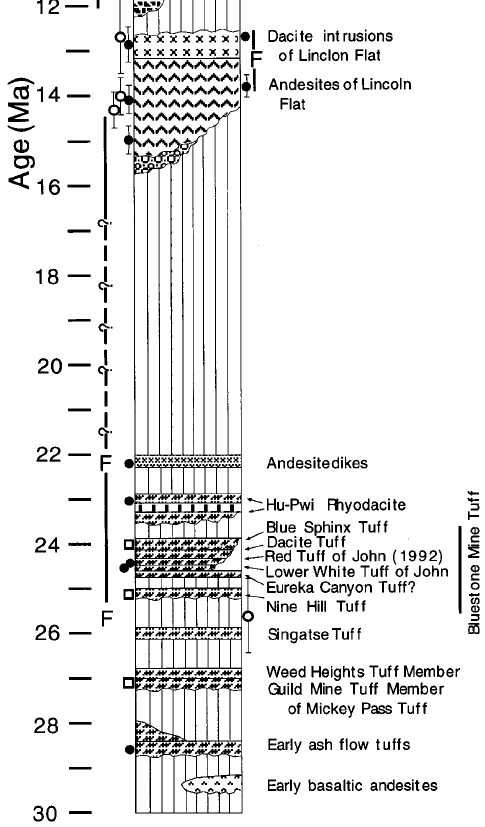 12
Dacite intrusions
of Linclon Flat
F
Andesites of Lincoln
Flat
14
Age (Ma)
16
?
18
?
?
20
?
?
22
F
Andesite dikes
Hu-Pwi Rhyodacite
Blue Sphinx Tuff
24
Dacite Tuff
Red Tuff of John (1992)
Lower White Tuff of John
Eureka Canyon Tuff?
Nine Hill Tuff
Bluestone Mine Tuff
F
26
Singatse Tuff
Weed Heights Tuff Member
Guild Mine Tuff Member
of Mickey Pass Tuff
28
Early ash flow tuffs
Early basaltic andesites
30